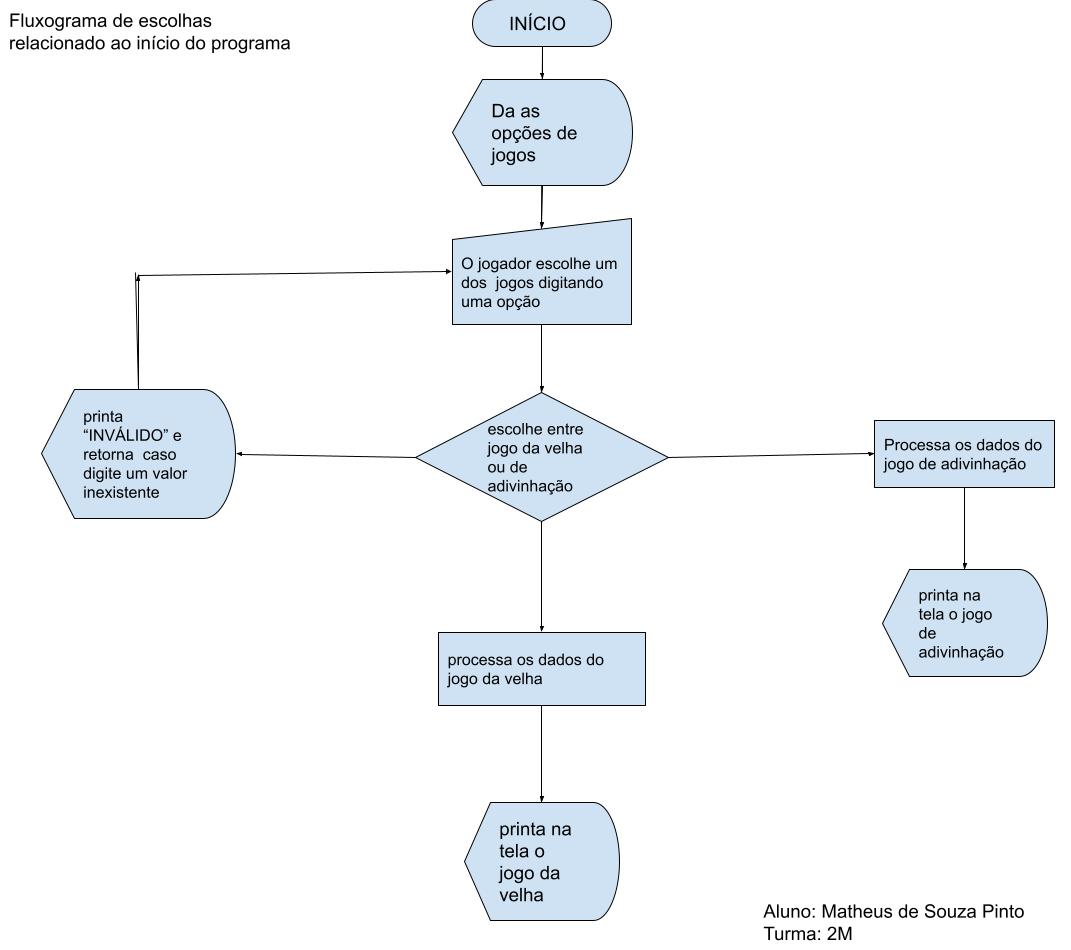 Fluxograma de escolhas
relacionado ao início do programa
INÍCIO
Da as
opções de
jogos
O jogador escolhe um
dos jogos digitando
uma opção
printa
“INVÁLIDO” e
retorna caso
digite um valor
inexistente
escolhe entre
jogo da velha
ou de
adivinhação
Processa os dados do
jogo de adivinhação
printa na
tela o jogo
de
adivinhação
processa os dados do
jogo da velha
printa na
tela o
jogo da
velha
Aluno: Matheus de Souza Pinto
Turma: 2M